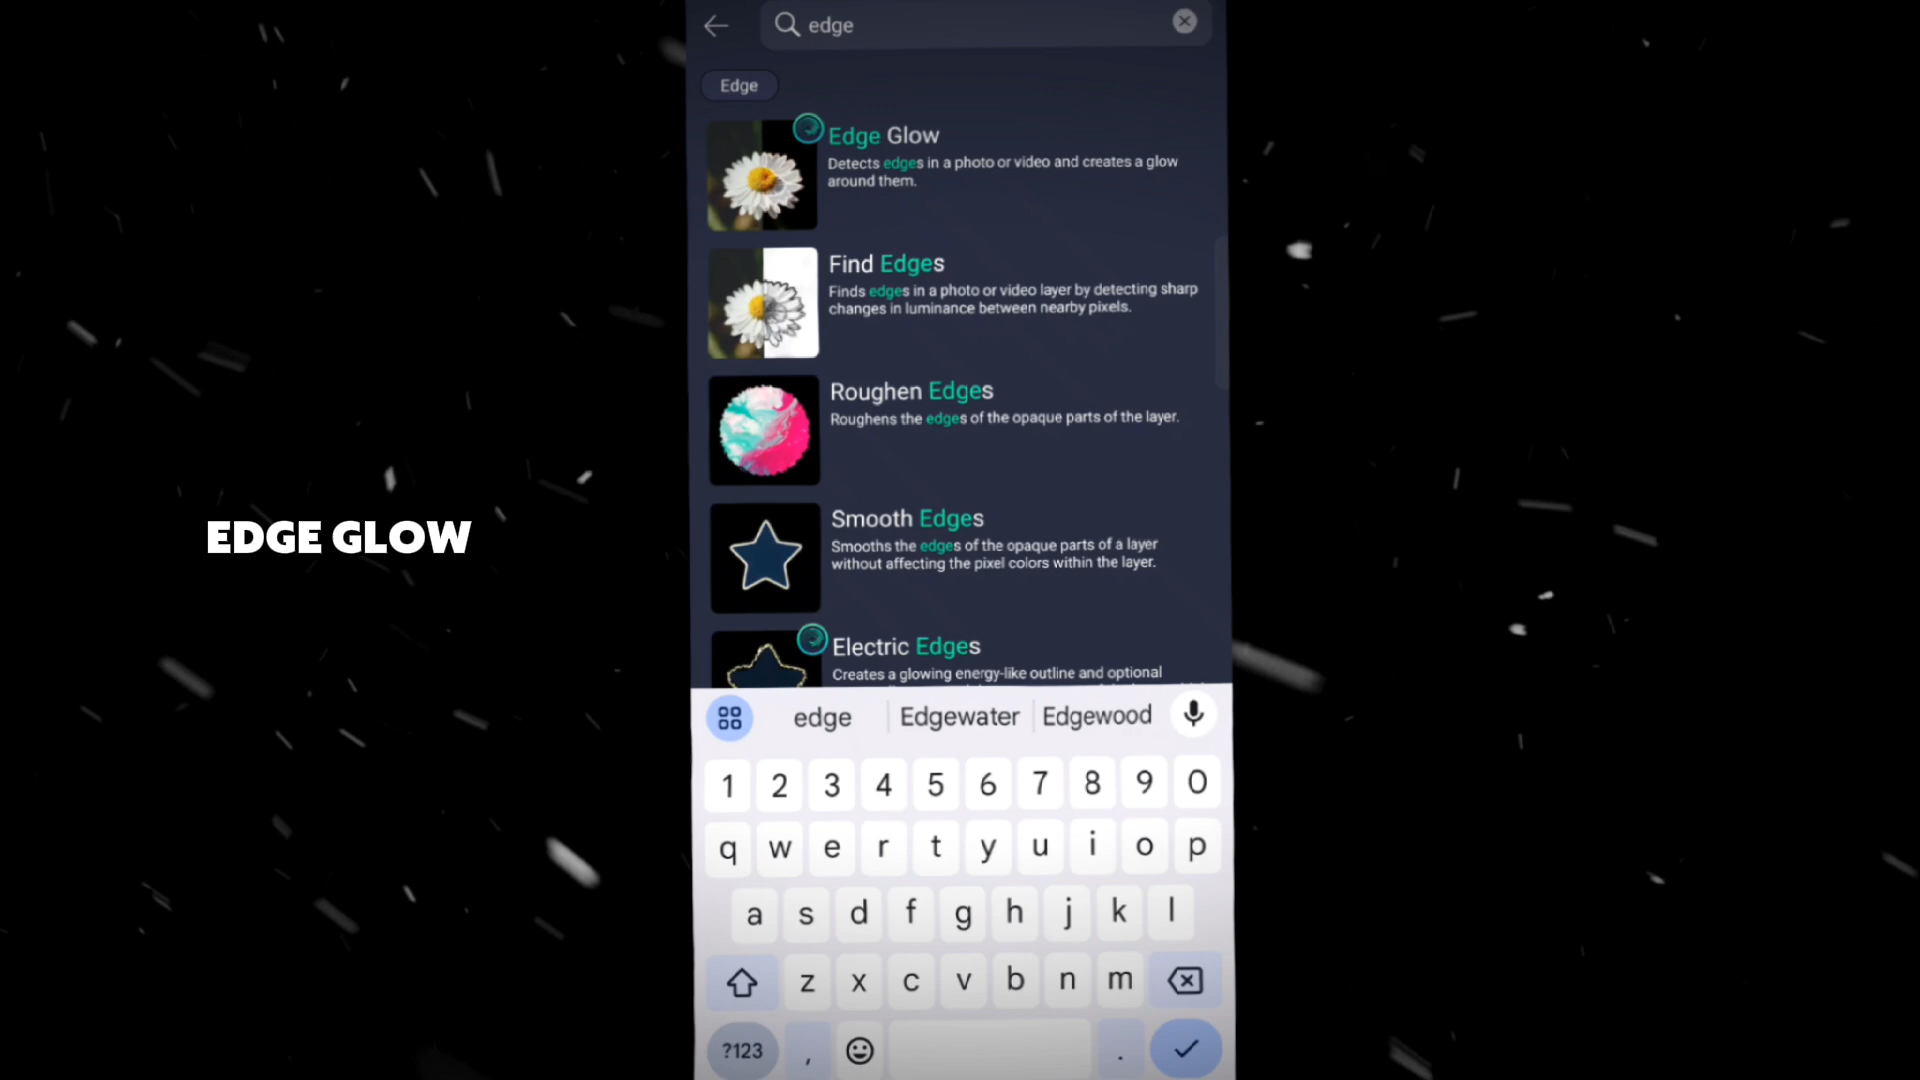 edge
Edge
Edge Glow
Detects edges in a photo or video and creates a glow
around them.
Find Edges
Finds edges in a photo or video layer by detecting sharp
changes in luminance between nearby pixels.
Roughen Edges
Roughens the edges of the opaque parts of the layer.
EDGE GLOW
Smooth Edges
Smooths the edges of the opaque parts of a layer
without affecting the pixel colors within the layer.
Electric Edges
Creates a glowing energy-like outline and optional
edge Edgewater Edgewood
1 2 3 4 5 6 7 8 9 0
q w e r t y u i o p
a s d f g h j k l
z x c v b n m
?123 , .